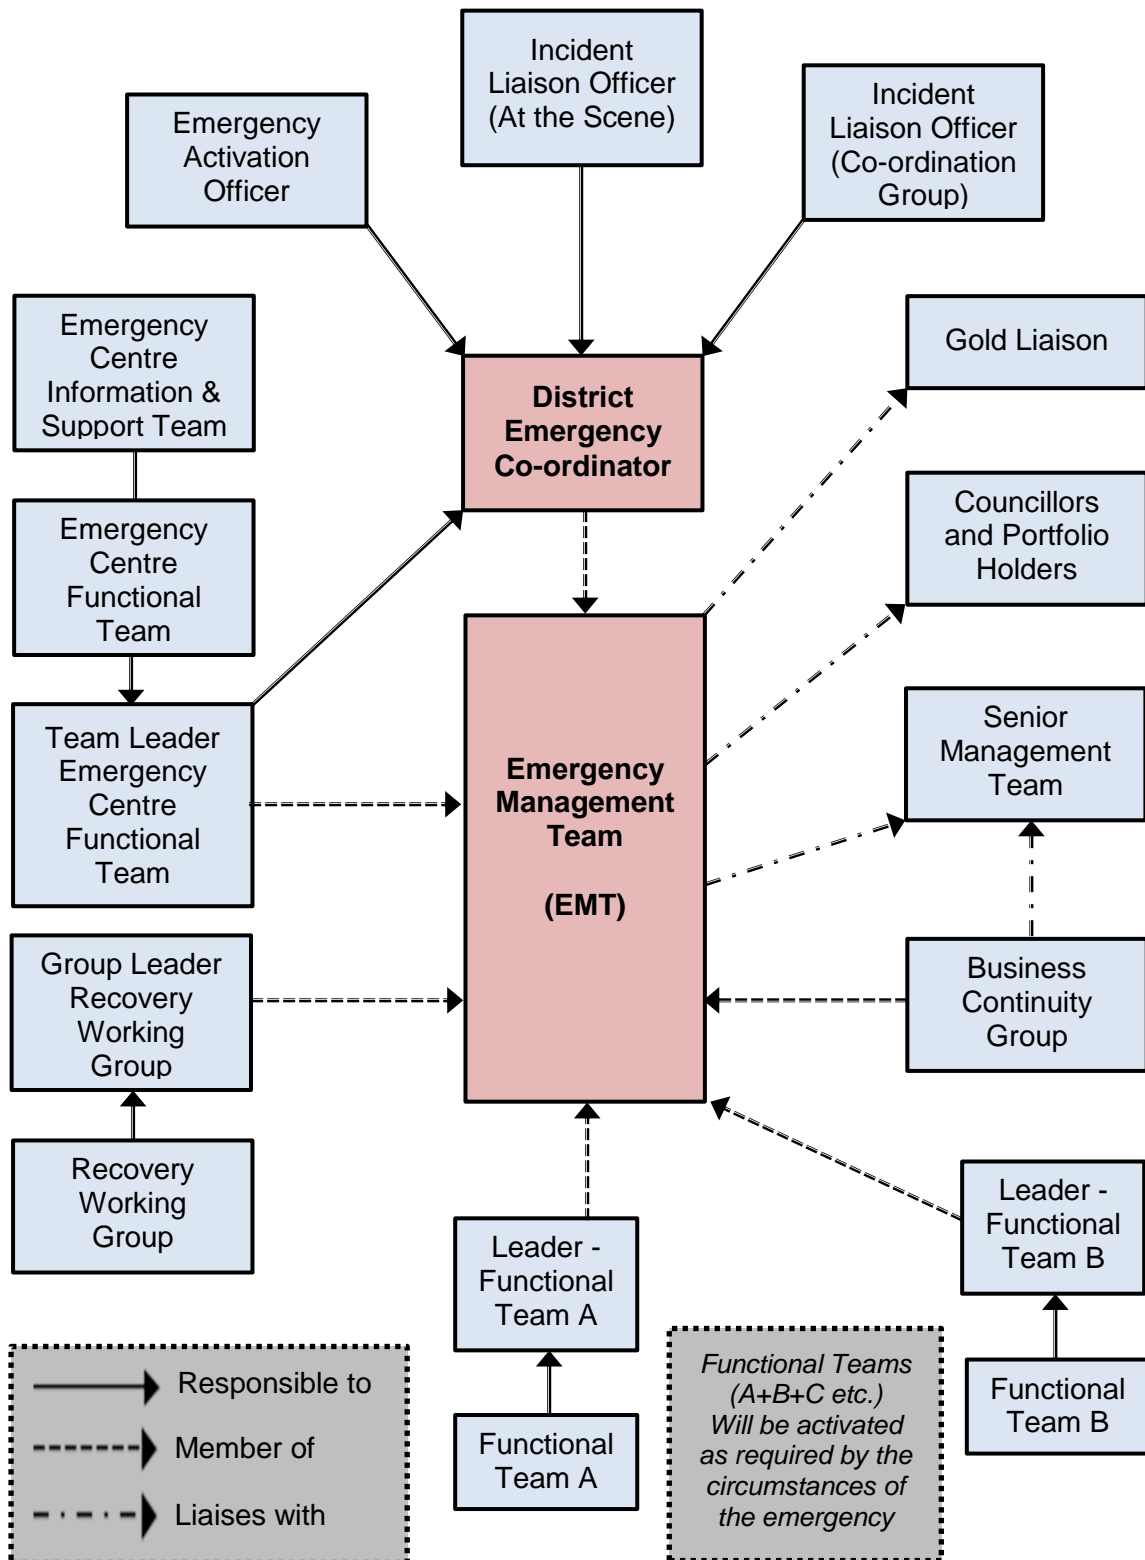 Incident
Liaison Officer
(At the Scene)
Emergency
Activation
Officer
Incident
Liaison Officer
(Co-ordination
Group)
Emergency
Centre
Information &
Support Team
Gold Liaison
District
Emergency
Co-ordinator
Emergency
Centre
Functional
Team
Councillors
and Portfolio
Holders
Team Leader
Emergency
Centre
Functional
Team
Emergency
Management
Team
(EMT)
Senior
Management
Team
Group Leader
Recovery
Working
Group
Business
Continuity
Group
Recovery
Working
Group
Leader -
Functional
Team A
Leader -
Functional
Team B
Functional
Team A
Functional
Team B
Responsible to
Member of
Liaises with
Functional Teams
(A+B+C etc.)
Will be activated
as required by the
circumstances of
the emergency